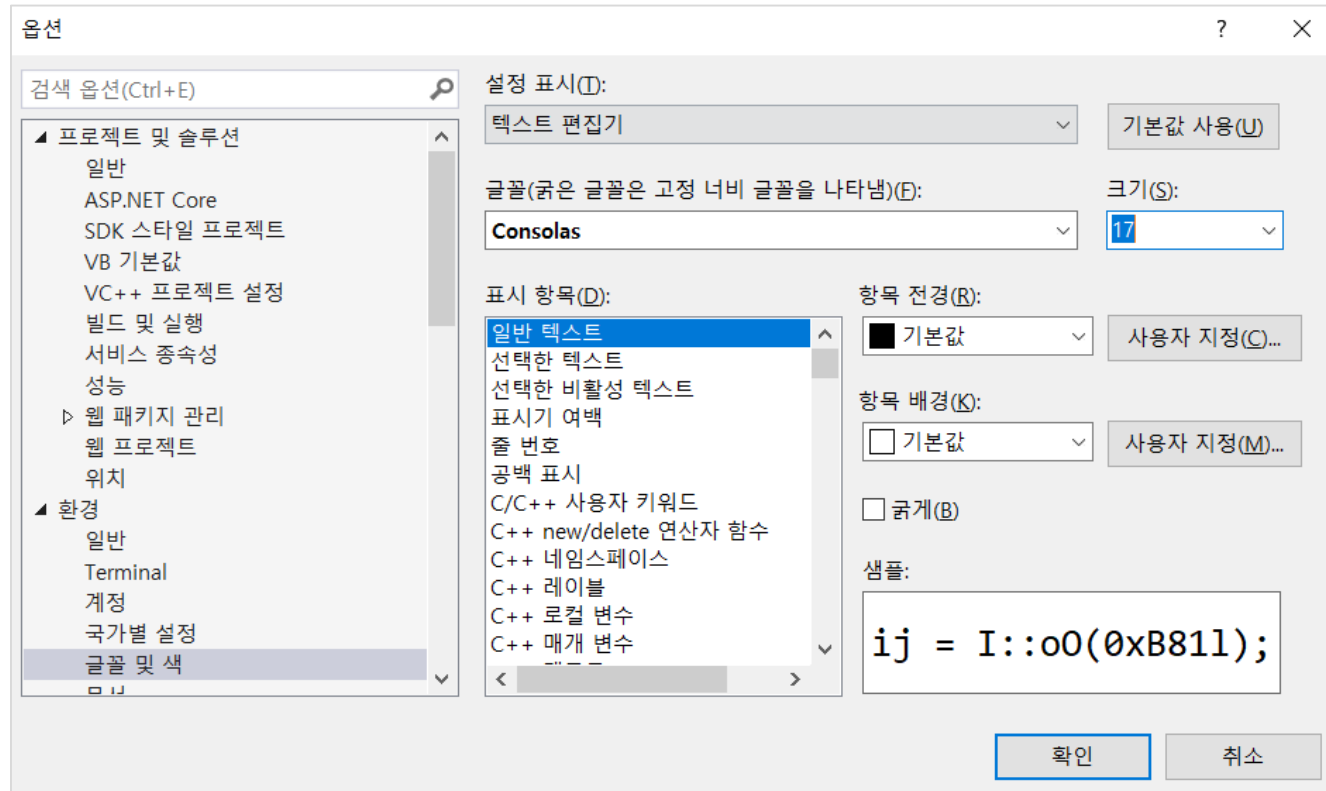 옵션
?
검색 옵션(Ctrl+E)
프로젝트 및 솔루션
일반
ASP.NET Core
SDK 스타일 프로젝트
VB 기본값
VC++ 프로젝트 설정
빌드 및 실행
서비스 종속성
성능
웹 패키지 관리
웹 프로젝트
위치
환경
일반
Terminal
계정
국가별 설정
글꼴 및 색
설정 표시(T):
텍스트 편집기
기본값 사용(U)
글꼴(굵은 글꼴은 고정 너비 글꼴을 나타냄)(F):
크기(S):
Consolas
17
표시 항목(D):
일반 텍스트
선택한 텍스트
선택한 비활성 텍스트
표시기 여백
줄 번호
공백 표시
C/C++ 사용자 키워드
C++ new/delete 연산자 함수
C++ 네임스페이스
C++ 레이블
C++ 로컬 변수
C++ 매개 변수
항목 전경(R):
기본값
사용자 지정(C)...
항목 배경(K):
기본값
사용자 지정(M)...
굵게(B)
샘플:
ij = I::oO(0xB81l);
확인
취소